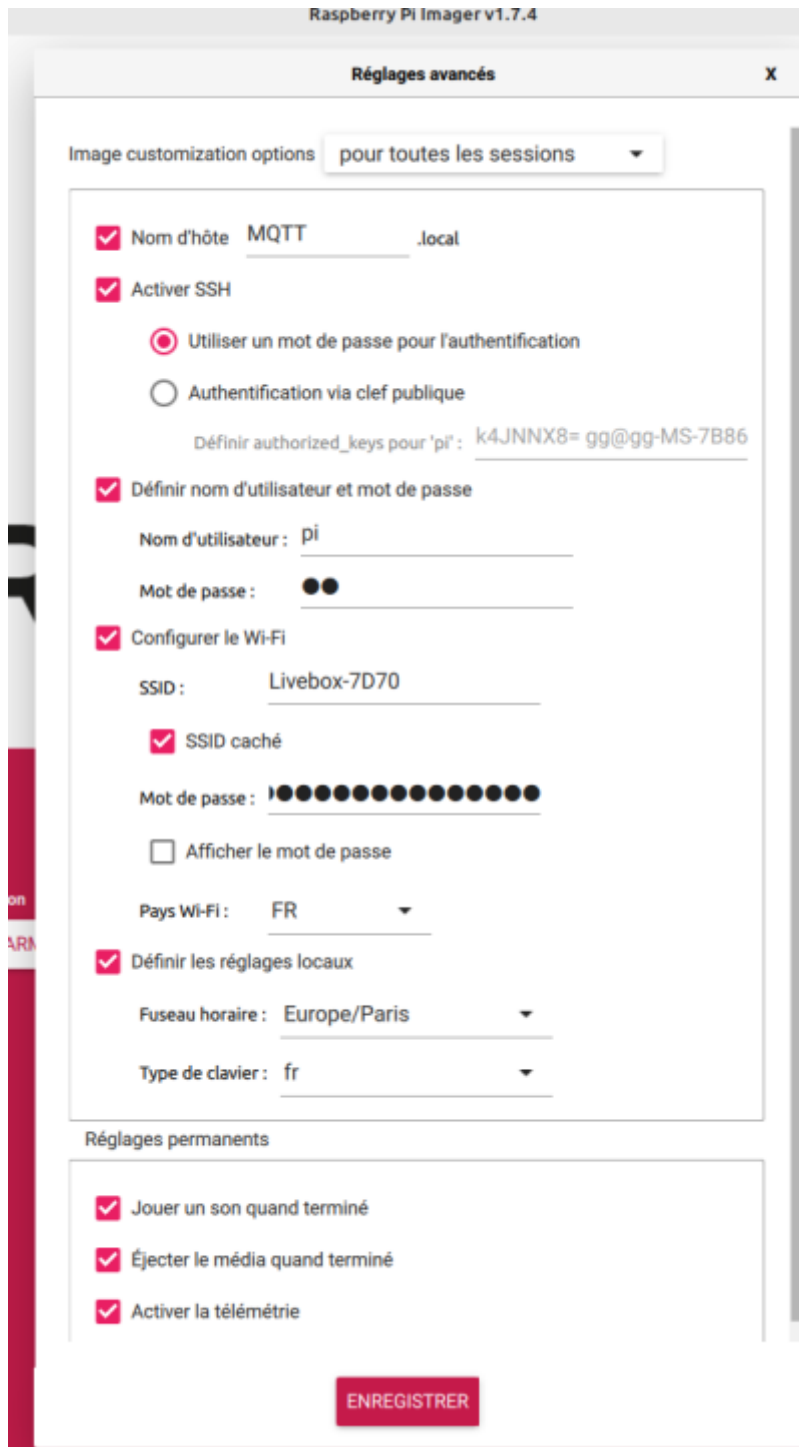 Raspberry Pi Imager v1.7.4
Réglages avancés X
Image customization options pour toutes les sessions
Nom d'hôte MQTT .local
Activer SSH
Utiliser un mot de passe pour l'authentification
Authentification via clef publique
Définir authorized_keys pour 'pi' : k4JNNX8= gg@gg-MS-7B86
Définir nom d'utilisateur et mot de passe
Nom d'utilisateur : pi
Mot de passe : ●●
Configurer le Wi-Fi
SSID : Livebox-7D70
SSID caché
Mot de passe : ●●●●●●●●●●●●●●●
Afficher le mot de passe
on
Pays Wi-Fi : FR
ARM
Définir les réglages locaux
Fuseau horaire : Europe/Paris
Type de clavier : fr
Réglages permanents
Jouer un son quand terminé
Éjecter le média quand terminé
Activer la télémétrie
ENREGISTRER